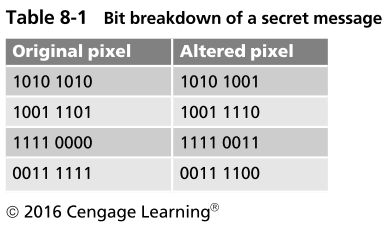 Table 8-1 Bit breakdown of a secret message
Original pixel Altered pixel
1010 1010 1010 1001
1001 1101 1001 1110
1111 0000 1111 0011
0011 1111 0011 1100
© 2016 Cengage Learning®